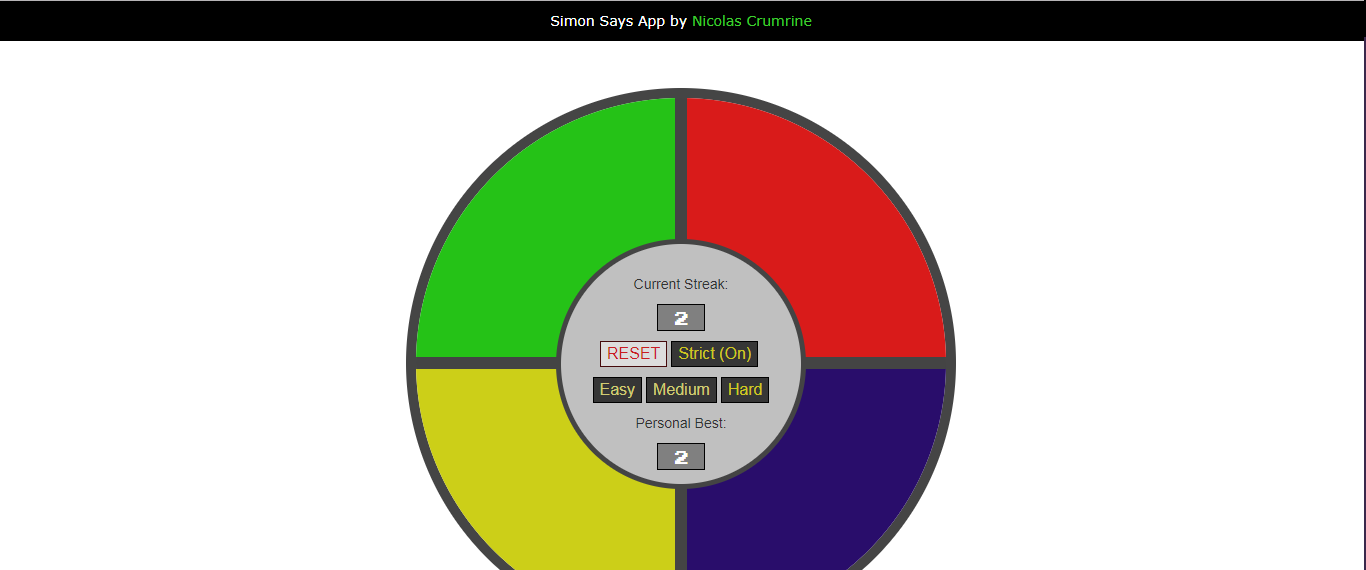 Simon Says App by Nicolas Crumrine
Current Streak:
2
RESET Strict (On)
Easy Medium Hard
Personal Best:
2